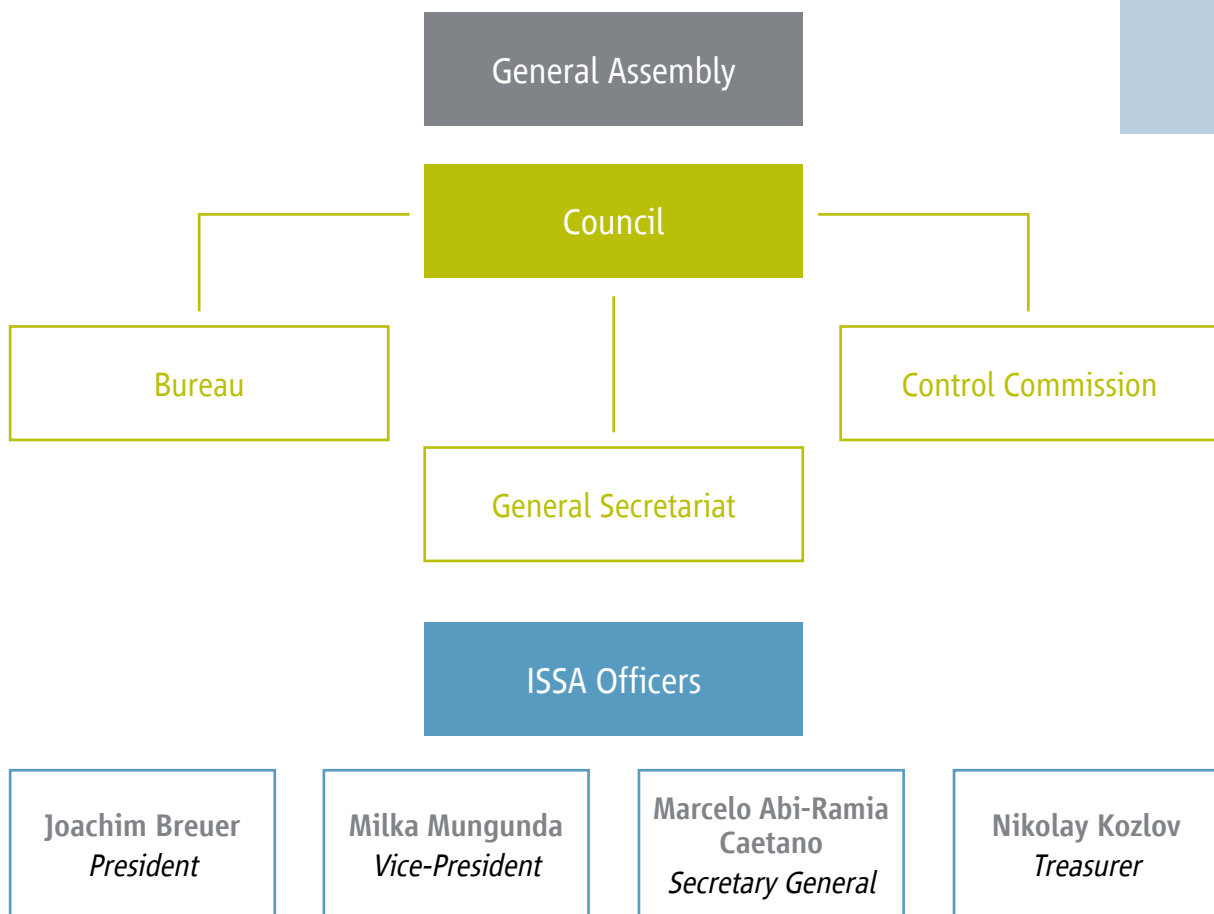 General Assembly
Council
Bureau
Control Commission
General Secretariat
ISSA Officers
Joachim Breuer
President
Milka Mungunda
Vice-President
Marcelo Abi-Ramia
Caetano
Secretary General
Nikolay Kozlov
Treasurer